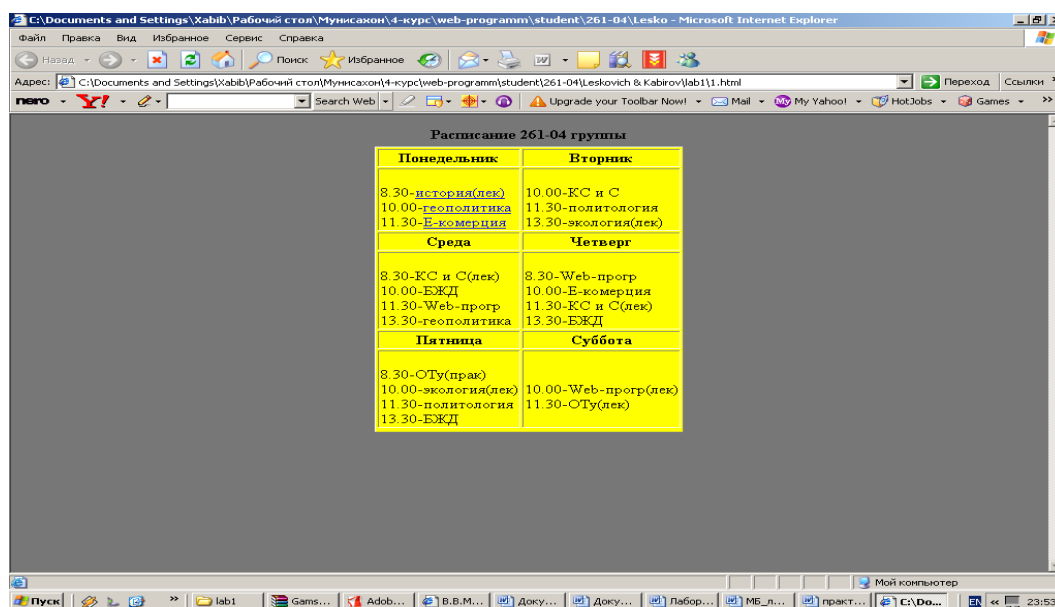 C:\Documents and Settings\Xabib\Рабочий стол\Мунисахон\4-курс\web-programm\student\261-04\Lesko - Microsoft Internet Explorer
Файл Правка Вид Избранное Сервис Справка
Назад Поиск Избранное
Адрес: C:\Documents and Settings\Xabib\Рабочий стол\Мунисахон\4-курс\web-programm\student\261-04\Leskovich & Kabirov\lab1\1.html Переход Ссылки »
nero Y! Search Web Upgrade your Toolbar Now! Mail My Yahoo! HotJobs Games »
Расписание 261-04 группы
Понедельник Вторник
8.30-история(лек) 10.00-КС и С
10.00-геополитика 11.30-политология
11.30-Е-комерция 13.30-экология(лек)
Среда Четверг
8.30-КС и С(лек) 8.30-Web-прогр
10.00-БЖД 10.00-Е-комерция
11.30-Web-прогр 11.30-КС и С(лек)
13.30-геополитика 13.30-БЖД
Пятница Суббота
8.30-ОТу(прак)
10.00-экология(лек) 10.00-Web-прогр(лек)
11.30-политология 11.30-ОТу(лек)
13.30-БЖД
Мой компьютер
Пуск » lab1 Gams... Adob... В.В.М... Доку... Доку... Лабор... МБ_л... практ... C:\Do... EN « 23:53